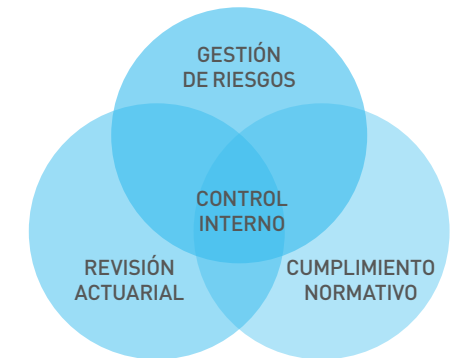 GESTIÓN
DE RIESGOS
CONTROL
INTERNO
REVISIÓN
ACTUARIAL
CUMPLIMIENTO
NORMATIVO